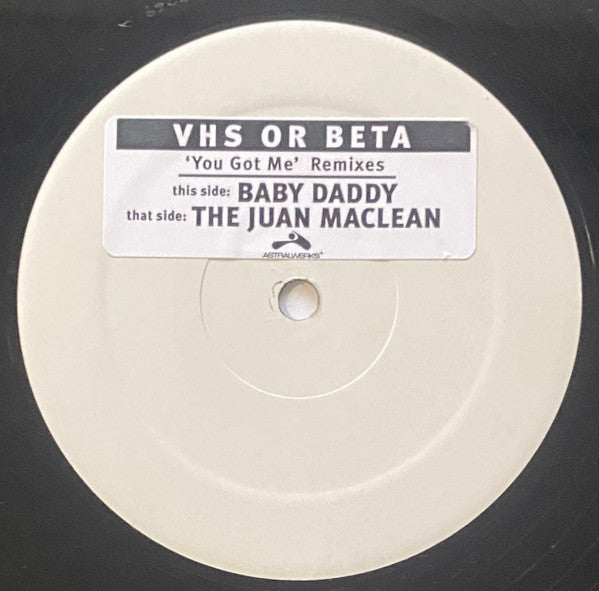 VHS OR BETA
'You Got Me' Remixes
this side: BABY DADDY
that side: THE JUAN MACLEAN
ASTRALWERKS